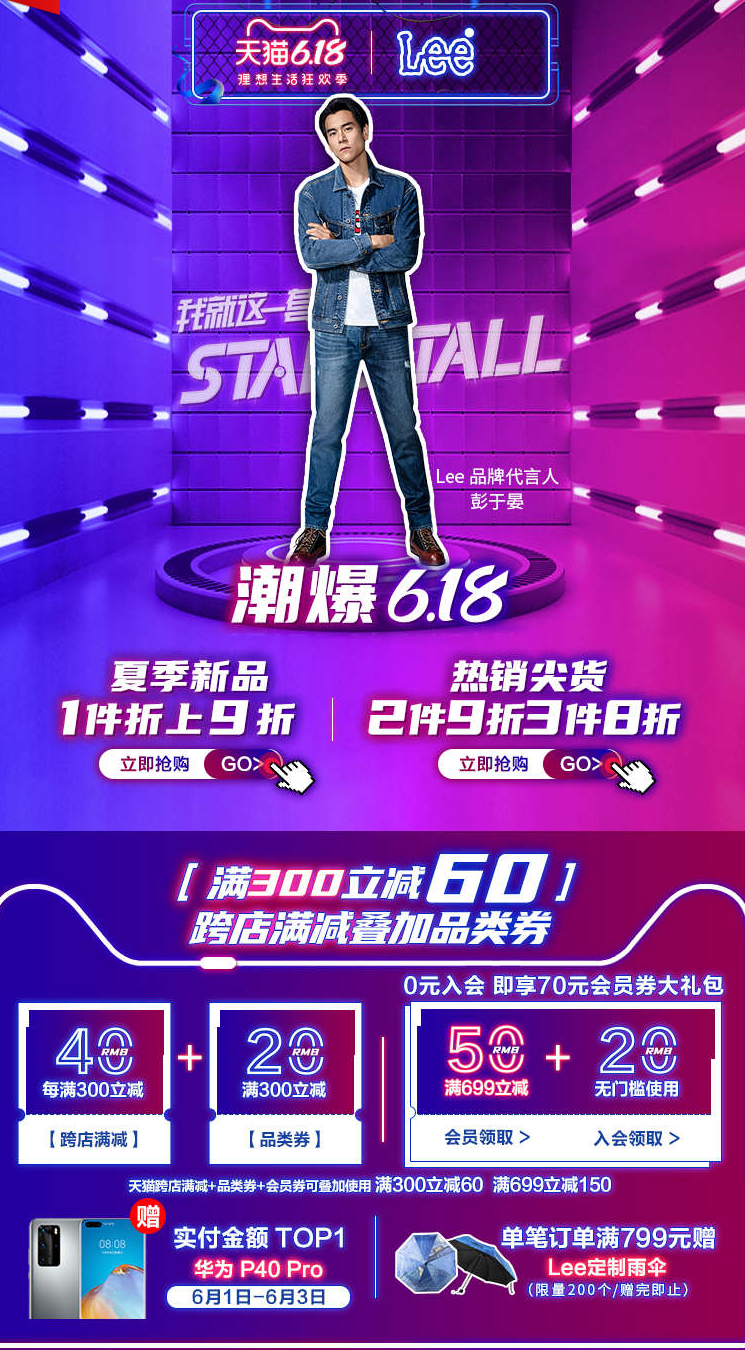 天猫6.18
理想生活狂欢季
Lee
我就这一套
STA
TALL
Lee 品牌代言人
彭于晏
潮爆6.18
夏季新品
1件折上9折
立即抢购 GO>
热销尖货
2件9折3件8折
立即抢购 GO>
[ 满300立减60 ]
跨店满减叠加品类券
0元入会 即享70元会员券大礼包
40 RMB
每满300立减
【跨店满减】
+
20 RMB
满300立减
【品类券】
50 RMB
满699立减
会员领取 >
+
20 RMB
无门槛使用
入会领取 >
天猫跨店满减+品类券+会员券可叠加使用 满300立减60 满699立减150
赠
08:08
实付金额 TOP1
华为 P40 Pro
6月1日-6月3日
单笔订单满799元赠
Lee定制雨伞
(限量200个/赠完即止)